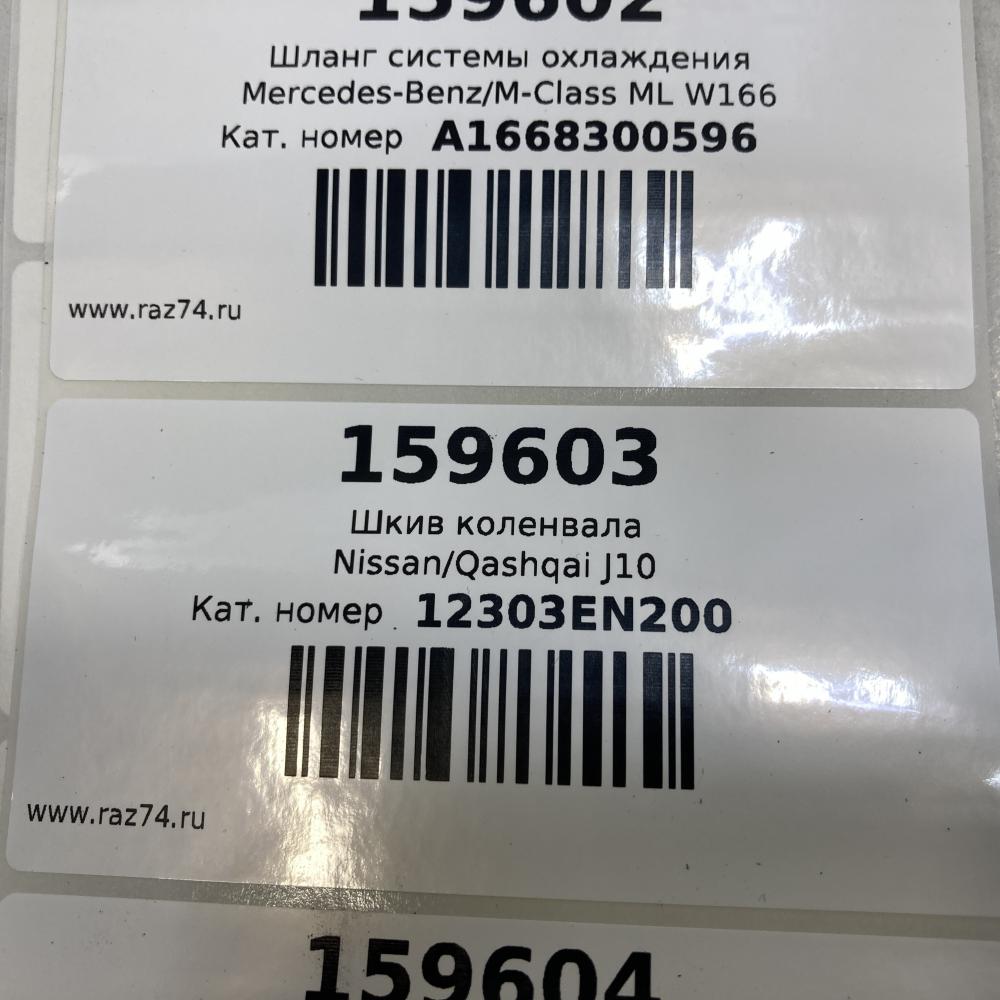 159602
Шланг системы охлаждения
Mercedes-Benz/M-Class ML W166
Кат. номер A1668300596
www.raz74.ru
159603
Шкив коленвала
Nissan/Qashqai J10
Кат. номер 12303EN200
www.raz74.ru
159604